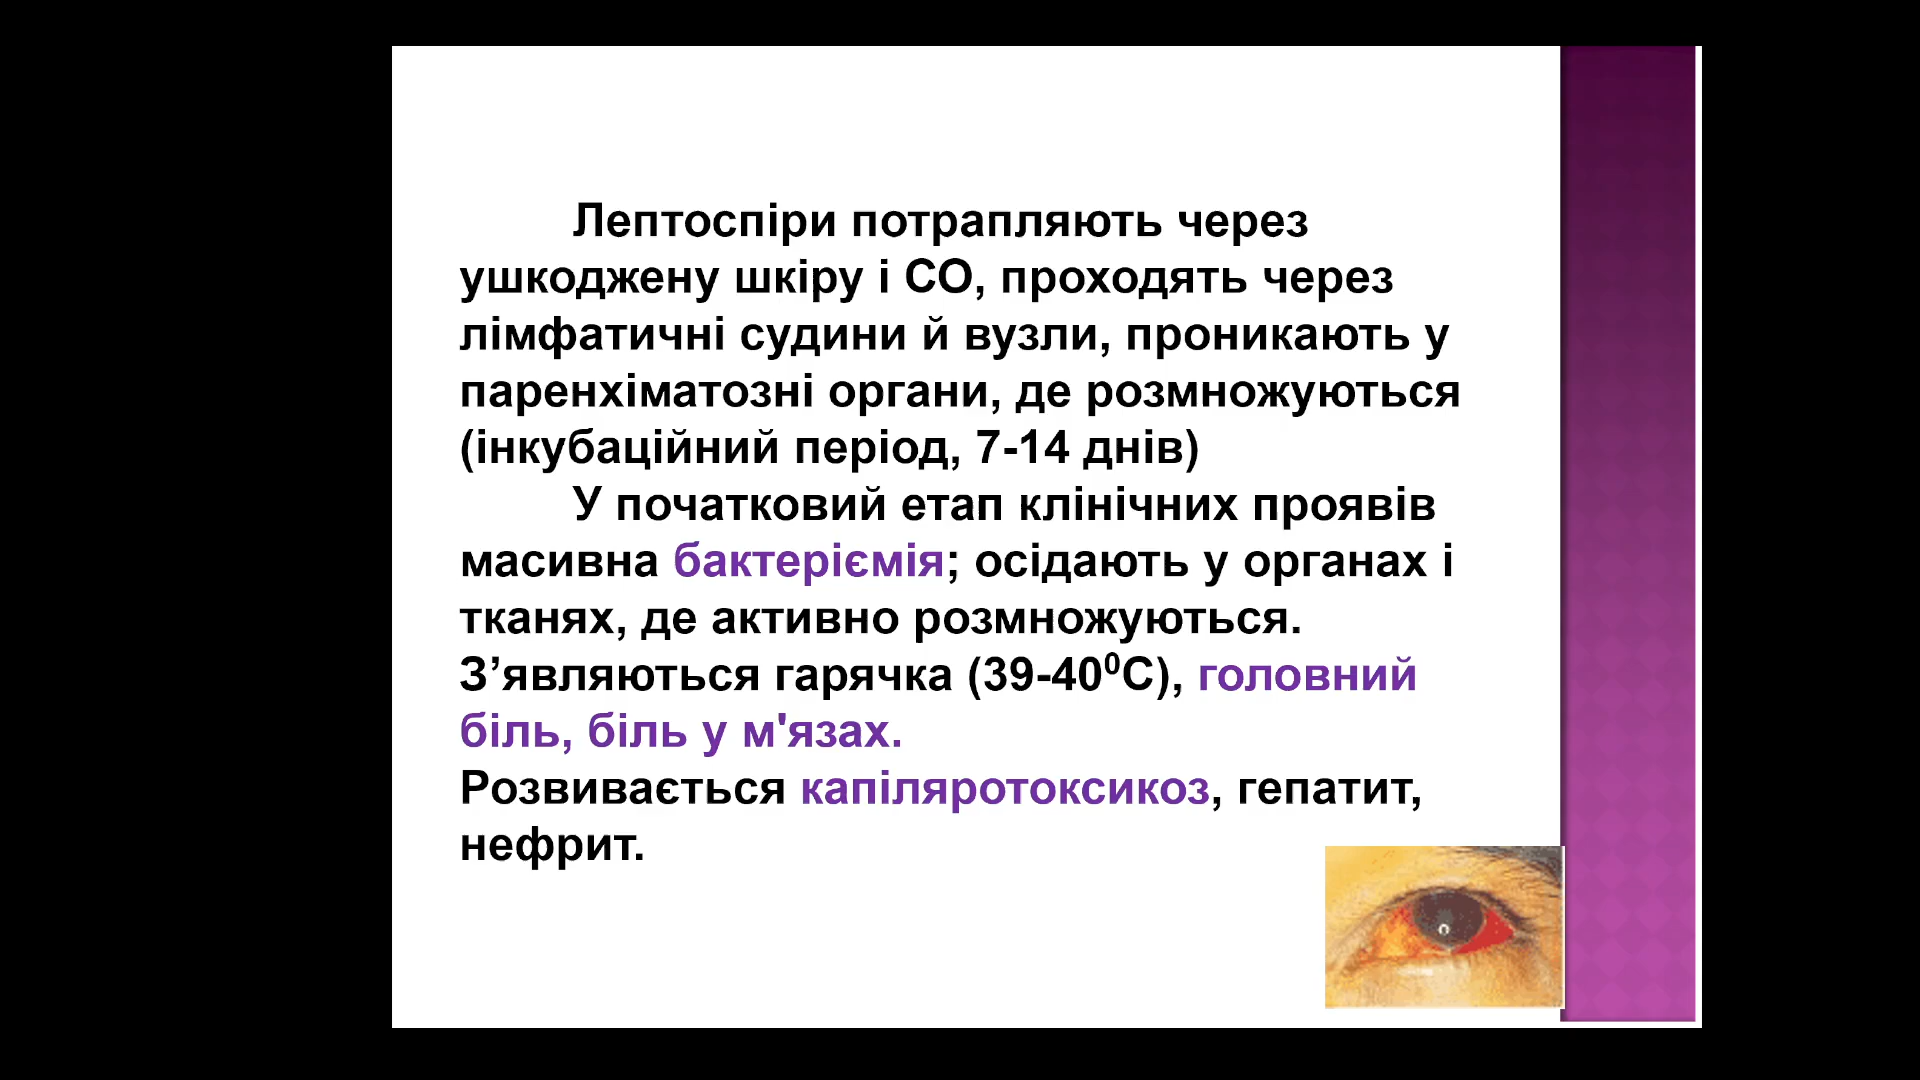 Лептоспіри потрапляють через
ушкоджену шкіру і СО, проходять через
лімфатичні судини й вузли, проникають у
паренхіматозні органи, де розмножуються
(інкубаційний період, 7-14 днів)
У початковий етап клінічних проявів
масивна бактеріємія; осідають у органах і
тканях, де активно розмножуються.
З’являються гарячка (39-40⁰С), головний
біль, біль у м'язах.
Розвивається капіляротоксикоз, гепатит,
нефрит.